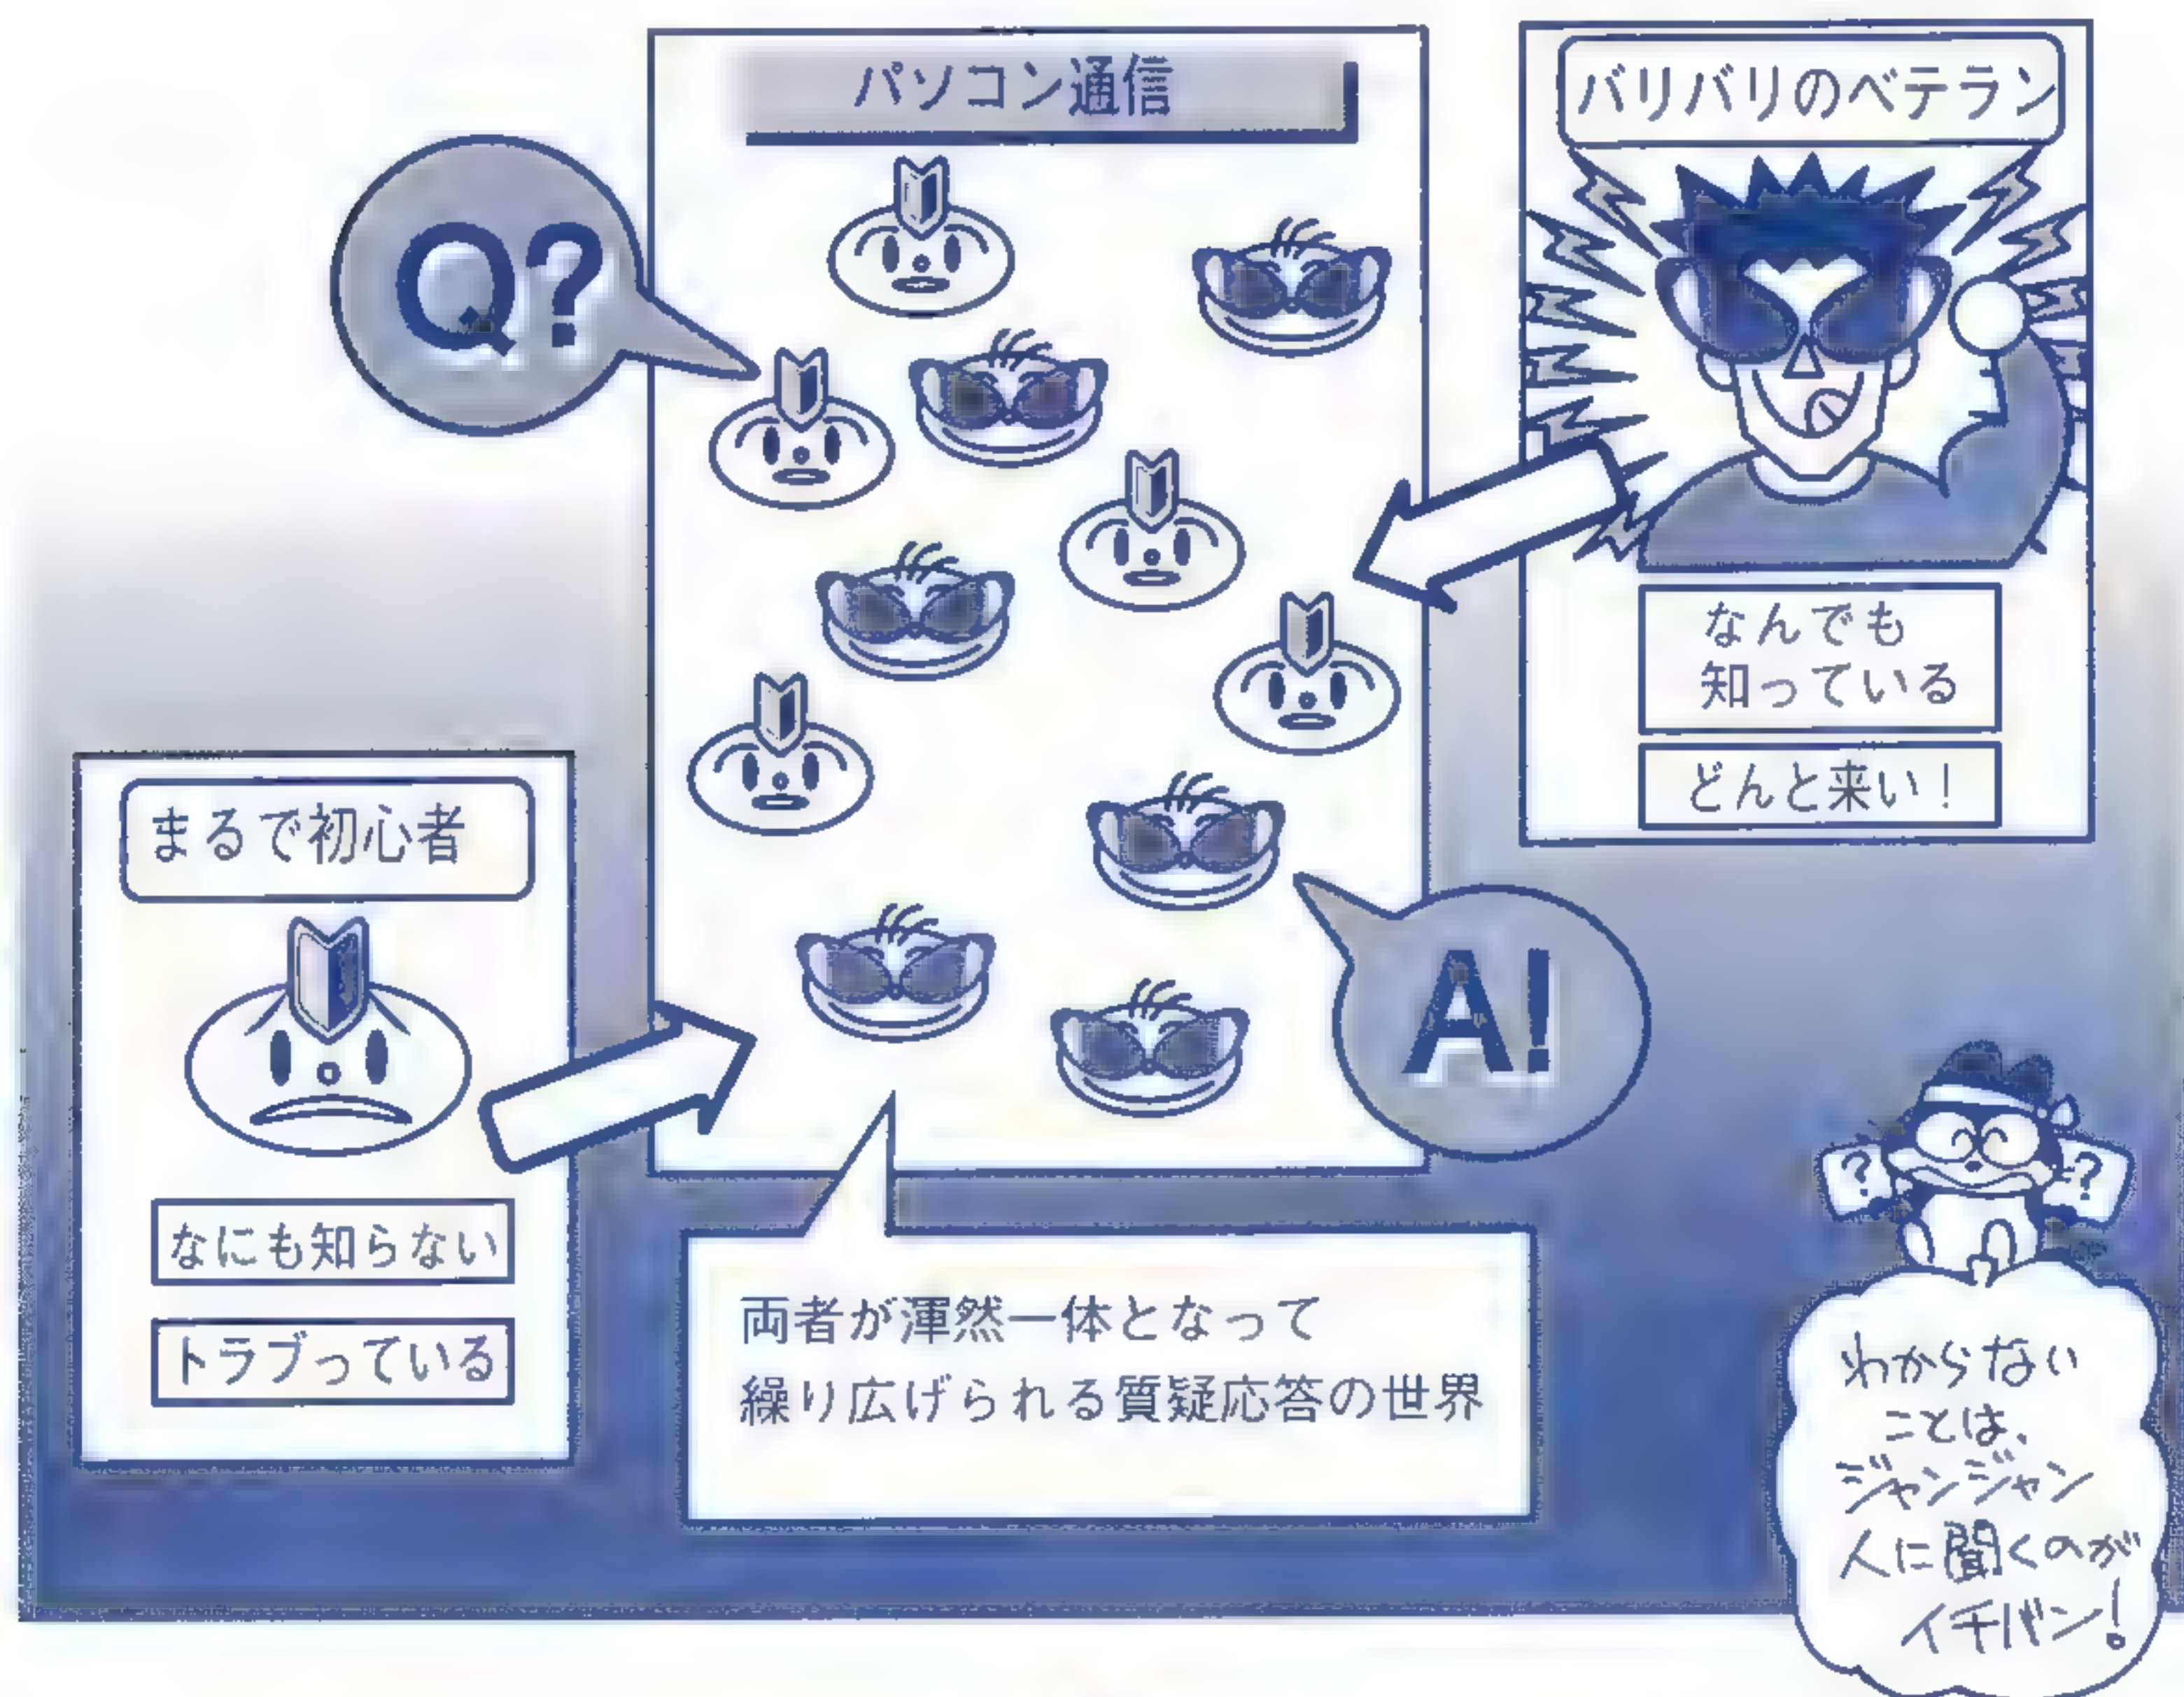 パソコン通信
バリバリのベテラン
Q?
なんでも
知っている
どんと来い!
まるで初心者
A!
なにも知らない
トラブっている
両者が渾然一体となって
繰り広げられる質疑応答の世界
?
?
わからない
ことは、
ジャンジャン
人に聞くのが
イチバン!